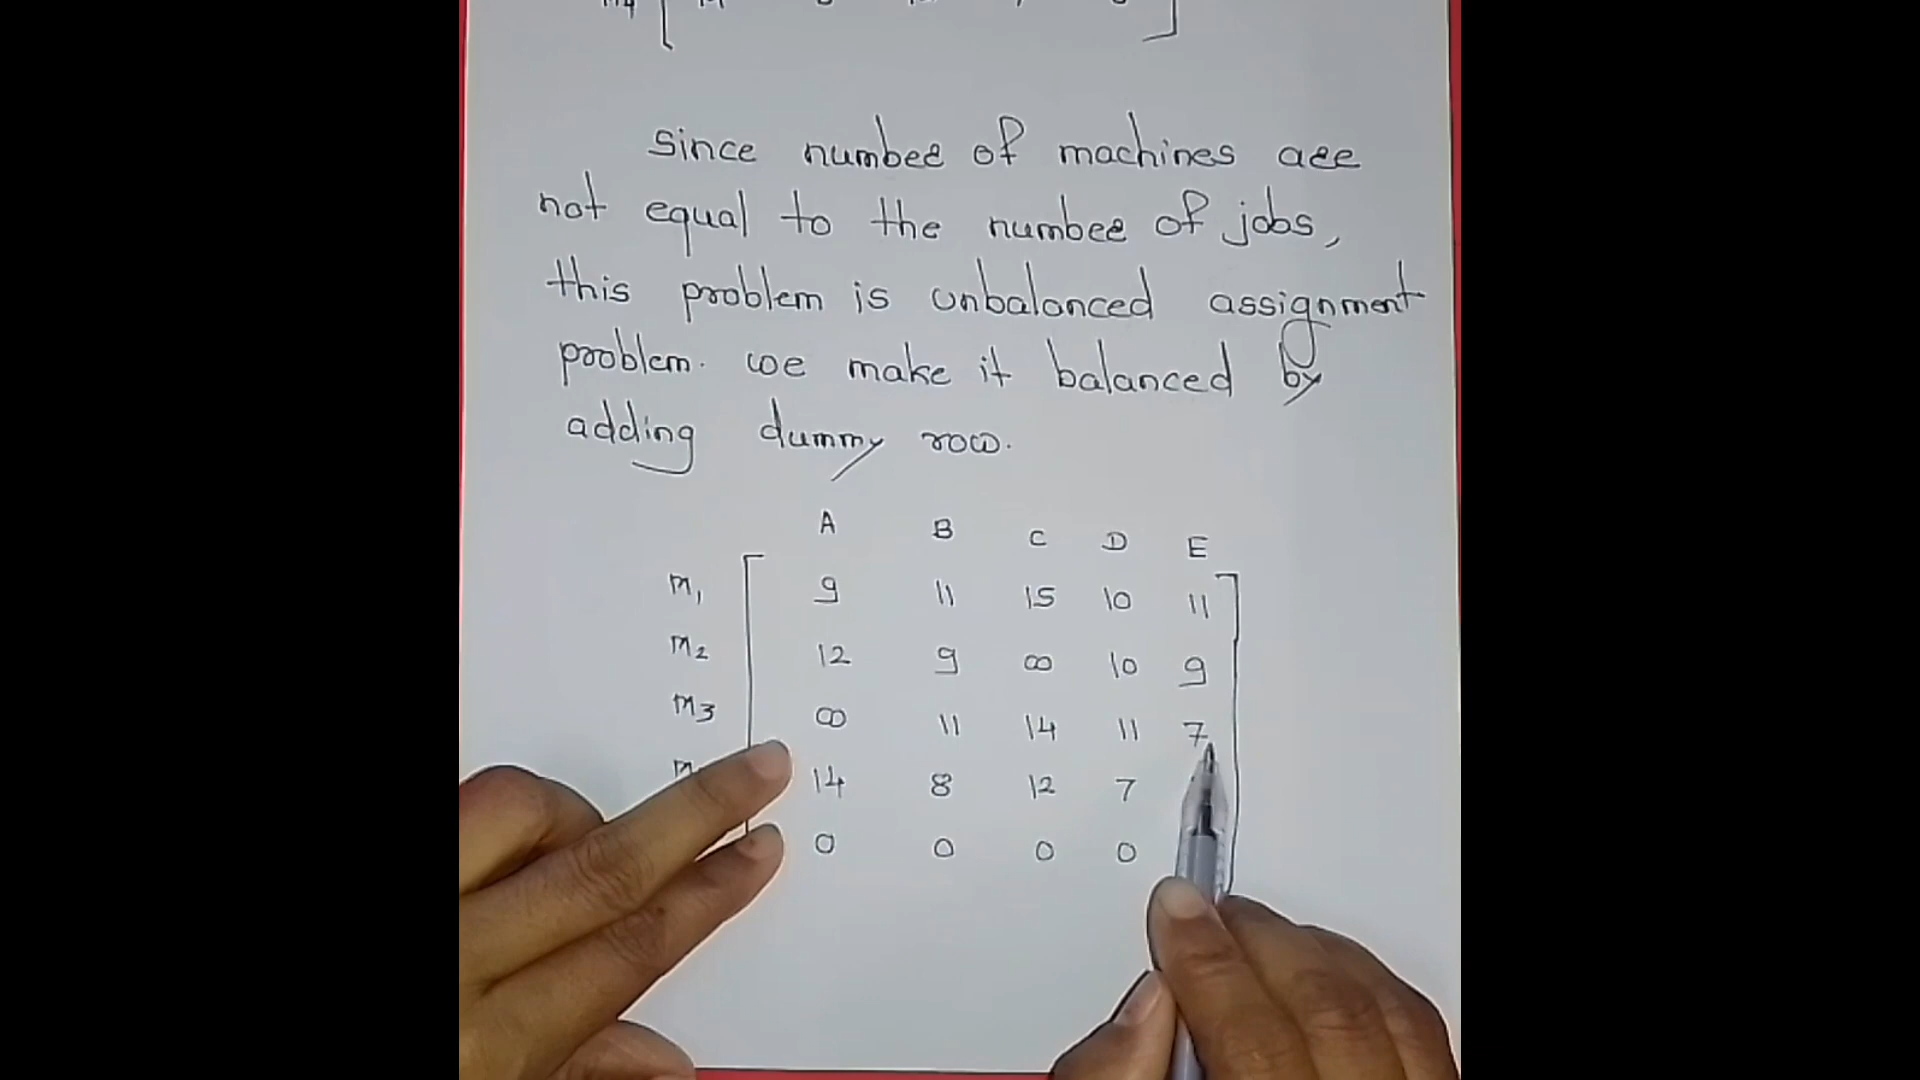 since number of machines are
not equal to the number of jobs,
this problem is unbalanced assignment
problem. we make it balanced by
adding dummy row.
A B C D E
M1 9 11 15 10 11
M2 12 9 ∞ 10 9
M3 ∞ 11 14 11 7
14 8 12 7
0 0 0 0